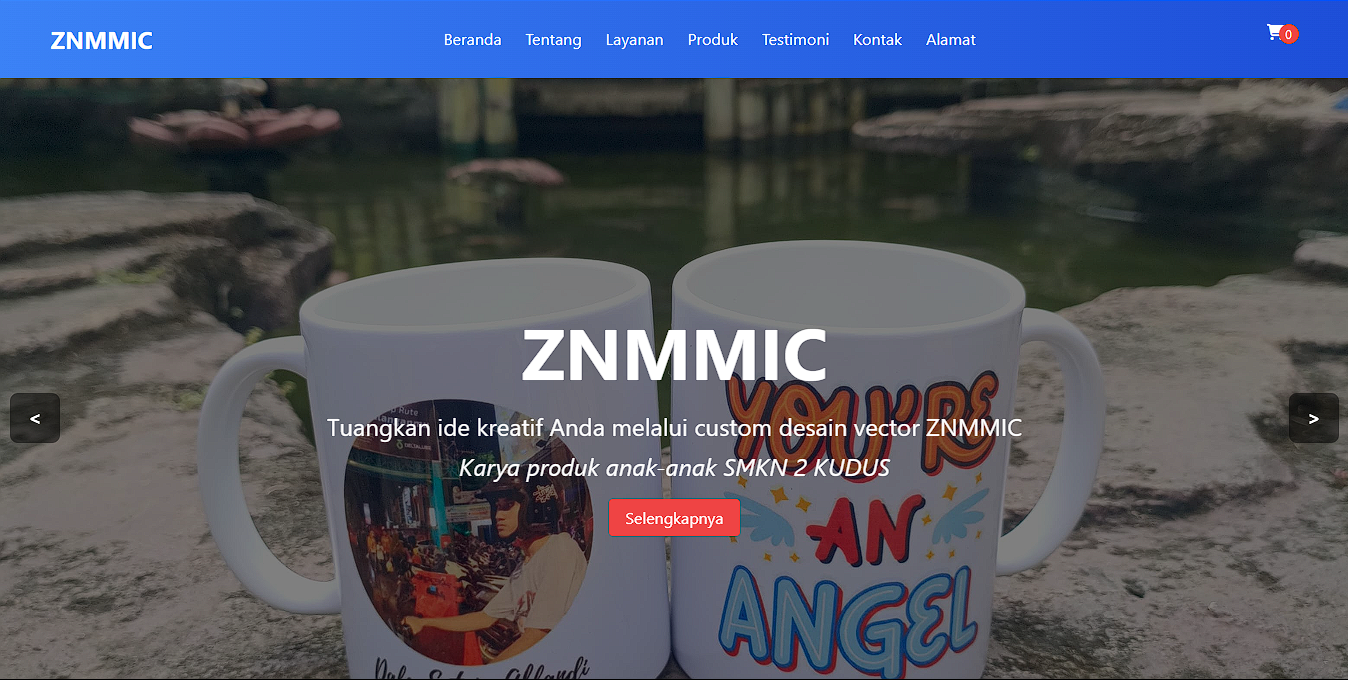 ZNMMIC
Beranda Tentang Layanan Produk Testimoni Kontak Alamat
0
ZNMMIC
Tuangkan ide kreatif Anda melalui custom desain vector ZNMMIC
Karya produk anak-anak SMKN 2 KUDUS
Selengkapnya
<
>
Rute
YOU'RE
AN
ANGEL